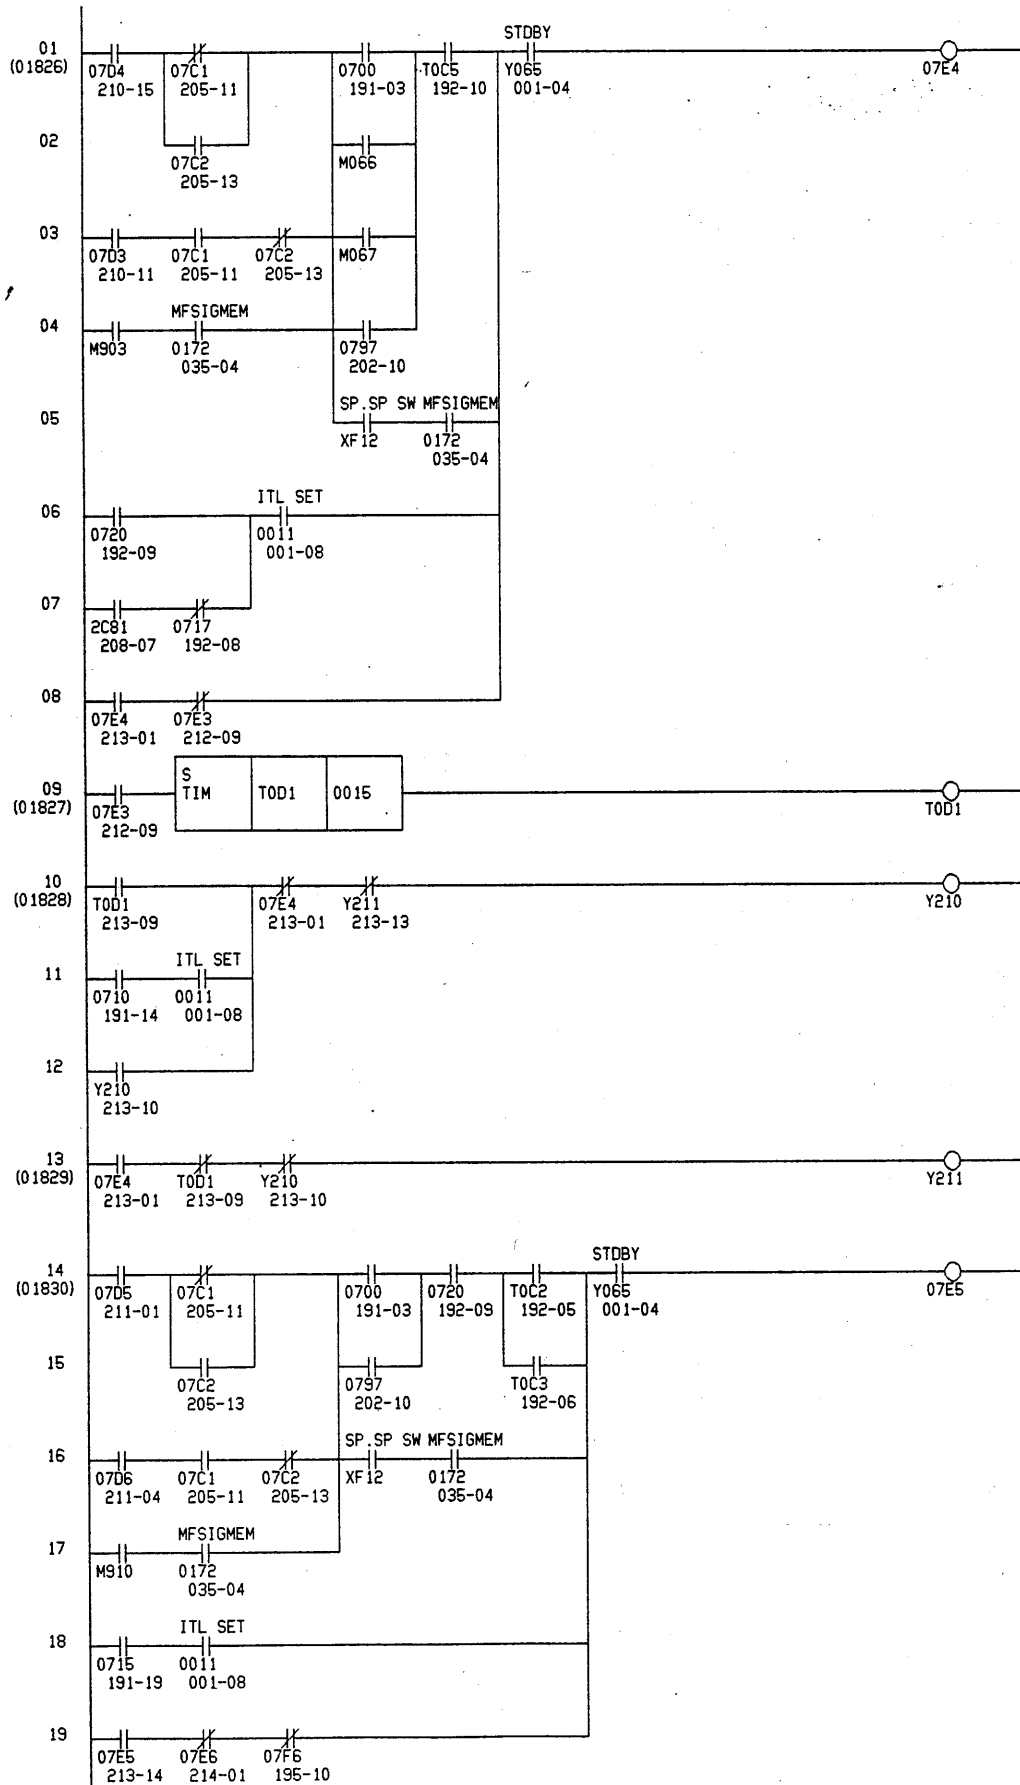 STDBY
01
(01826)
07D4 07C1 0700 T0C5 Y065 07E4
210-15 205-11 191-03 192-10 001-04
02
07C2 M066
205-13
03
07D3 07C1 07C2 M067
210-11 205-11 205-13
MFSIGMEM
04
M903 0172 0797
035-04 202-10
SP.SP SW MFSIGMEM
05
XF12 0172
035-04
ITL SET
06
0720 0011
192-09 001-08
07
2C81 0717
208-07 192-08
08
07E4 07E3
213-01 212-09
S
09 TIM T0D1 0015
(01827) 07E3 T0D1
212-09
10
(01828) T0D1 07E4 Y211 Y210
213-09 213-01 213-13
ITL SET
11
0710 0011
191-14 001-08
12
Y210
213-10
13
(01829) 07E4 T0D1 Y210 Y211
213-01 213-09 213-10
STDBY
14
(01830) 07D5 07C1 0700 0720 T0C2 Y065 07E5
211-01 205-11 191-03 192-09 192-05 001-04
15
07C2 0797 T0C3
205-13 202-10 192-06
SP.SP SW MFSIGMEM
16
07D6 07C1 07C2 XF12 0172
211-04 205-11 205-13 035-04
MFSIGMEM
17
M910 0172
035-04
ITL SET
18
0715 0011
191-19 001-08
19
07E5 07E6 07F6
213-14 214-01 195-10